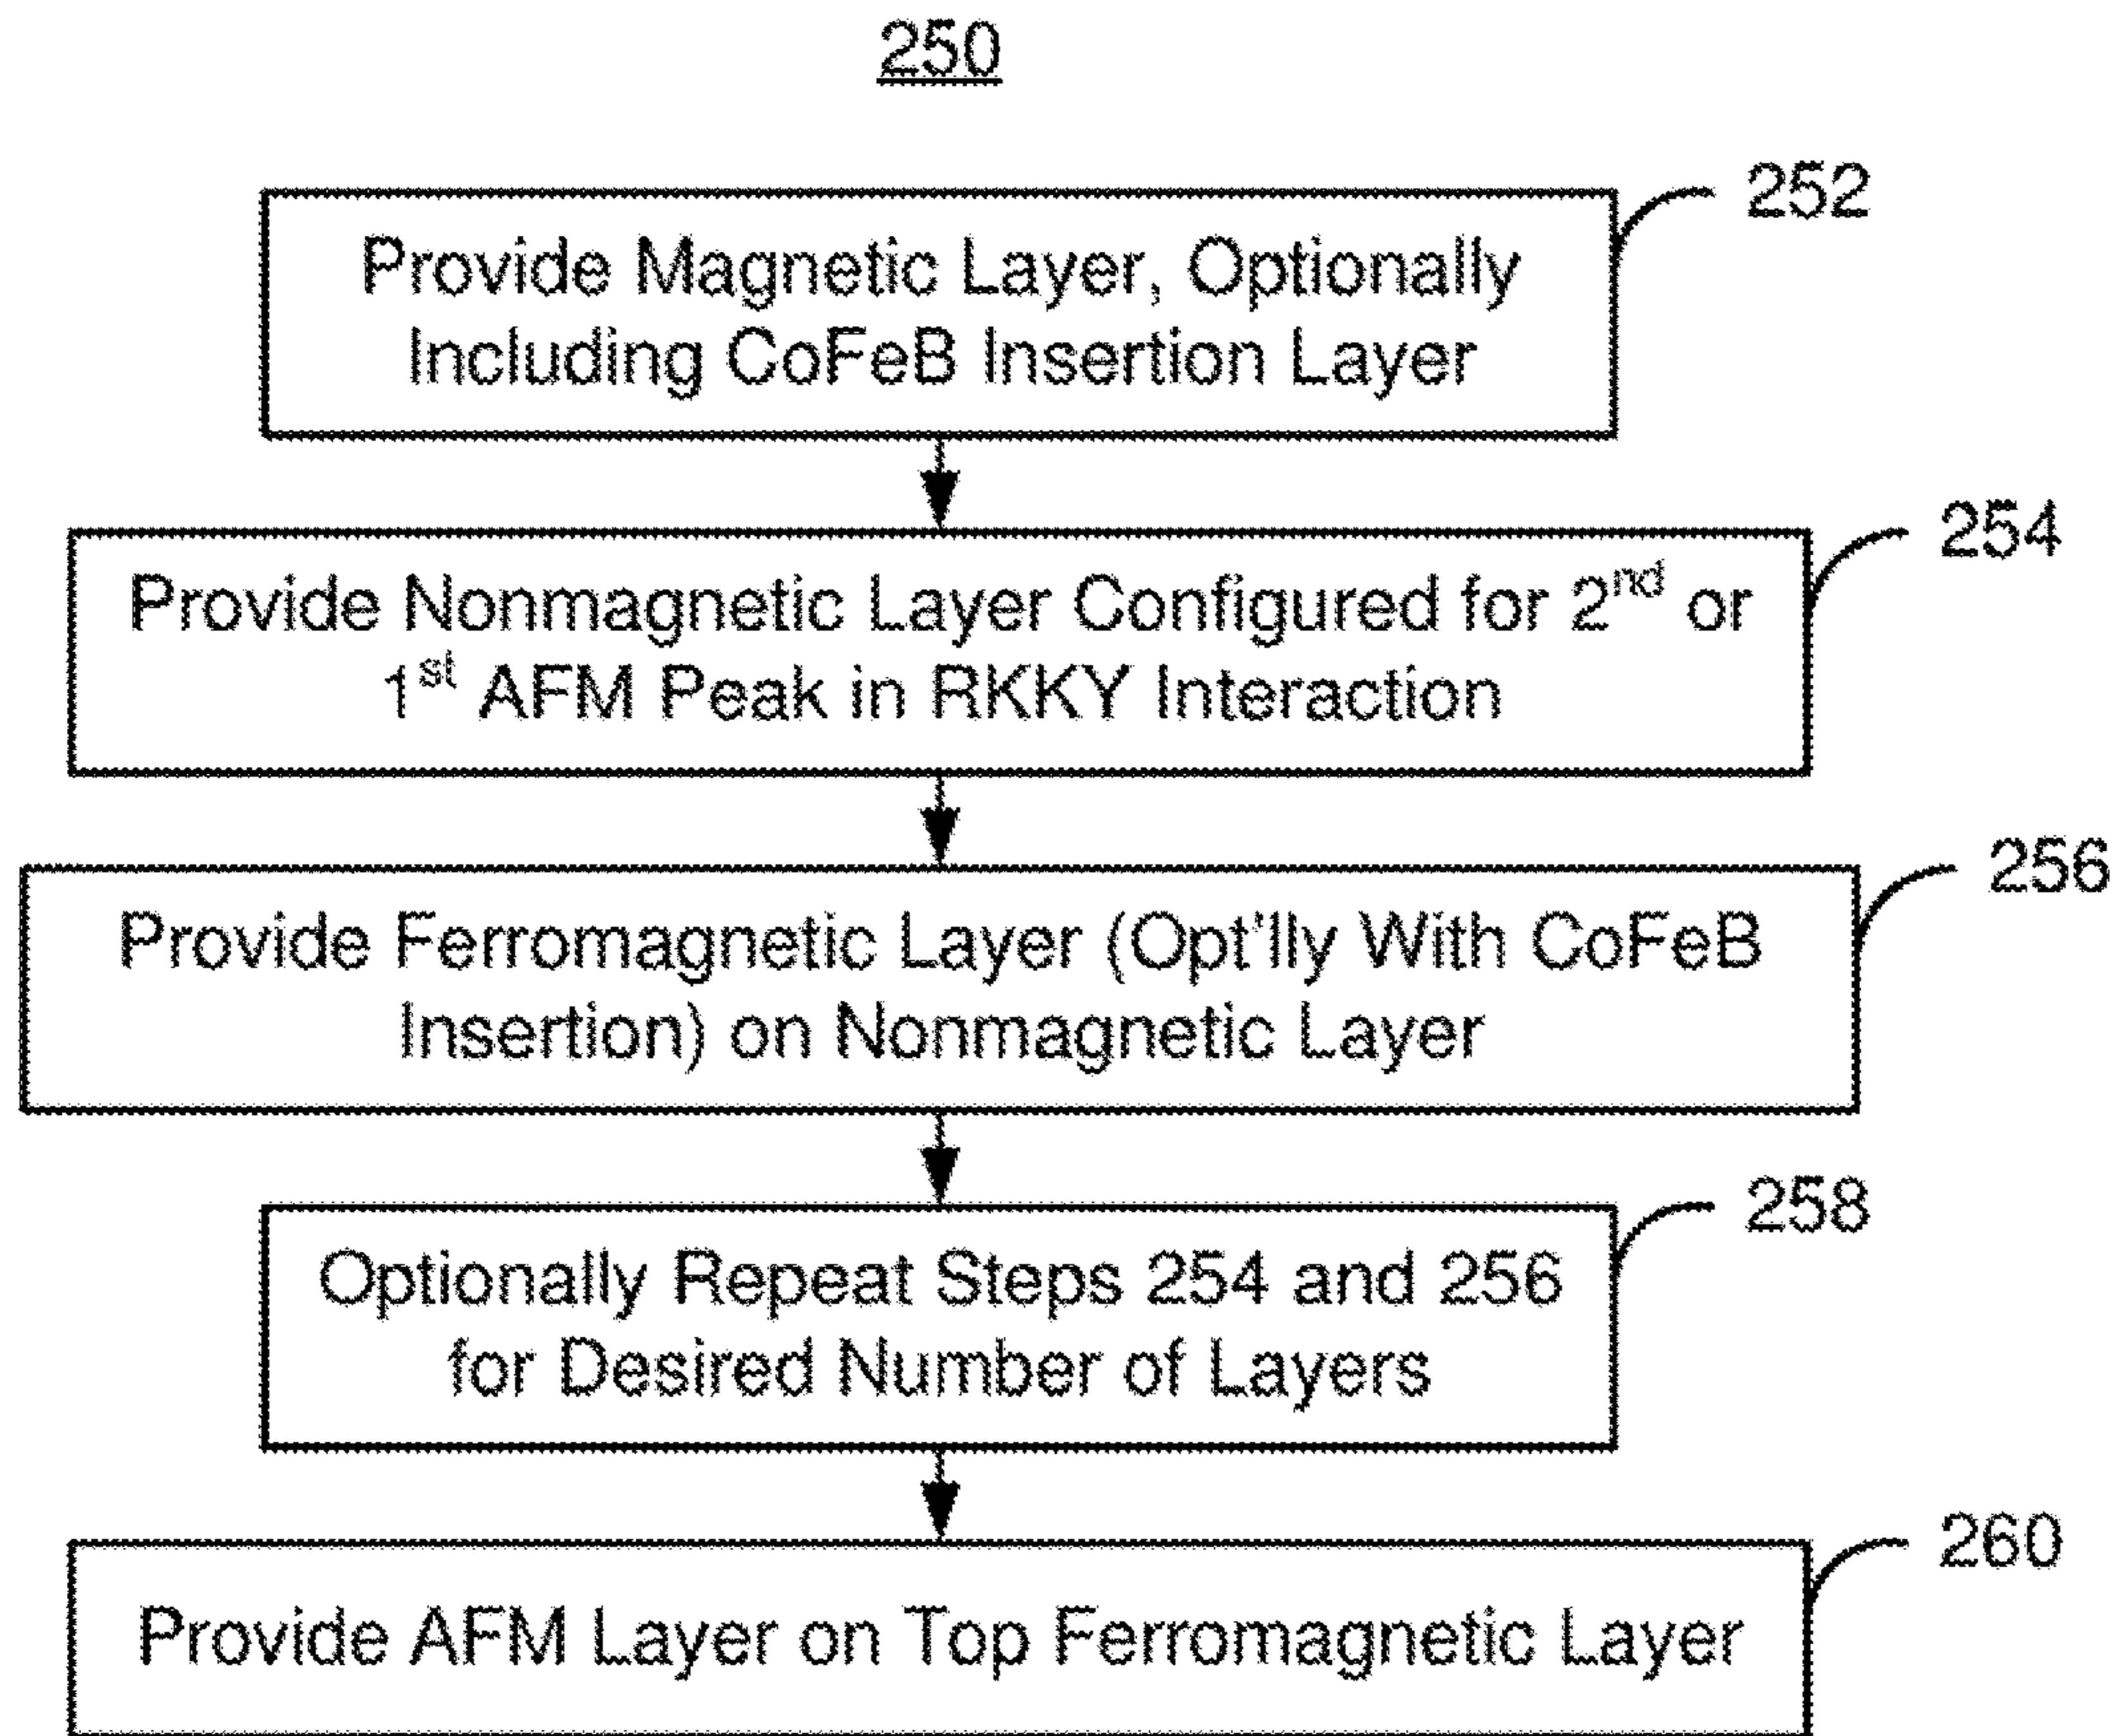 250
252
Provide Magnetic Layer, Optionally
Including CoFeB Insertion Layer
254
Provide Nonmagnetic Layer Configured for 2nd or
1st AFM Peak in RKKY Interaction
256
Provide Ferromagnetic Layer (Opt'lly With CoFeB
Insertion) on Nonmagnetic Layer
258
Optionally Repeat Steps 254 and 256
for Desired Number of Layers
260
Provide AFM Layer on Top Ferromagnetic Layer